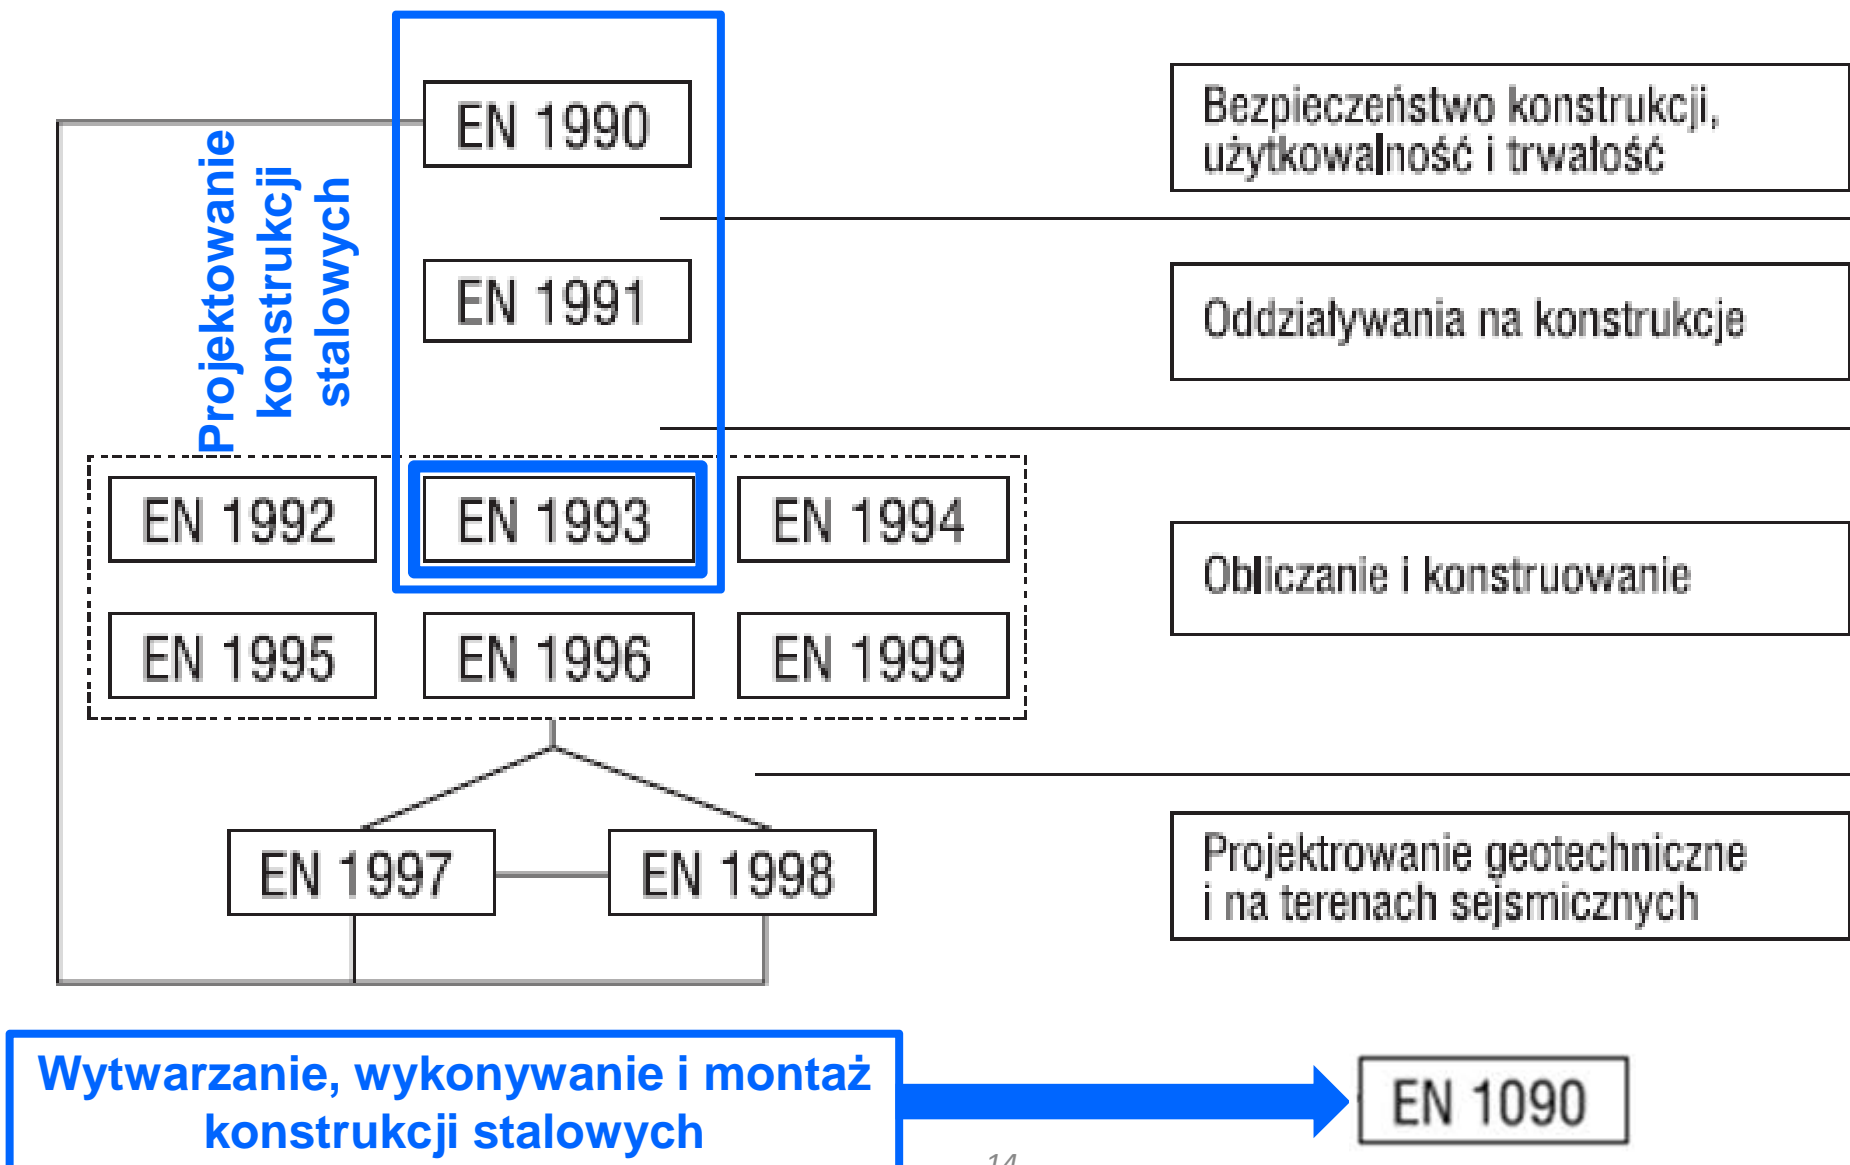 EN 1990
Bezpieczeństwo konstrukcji,
użytkowalność i trwałość
Projektowanie
konstrukcji
stalowych
EN 1991
Oddziaływania na konstrukcje
EN 1992
EN 1993
EN 1994
Obliczanie i konstruowanie
EN 1995
EN 1996
EN 1999
EN 1997
EN 1998
Projektrowanie geotechniczne
i na terenach sejsmicznych
Wytwarzanie, wykonywanie i montaż
konstrukcji stalowych
EN 1090
14